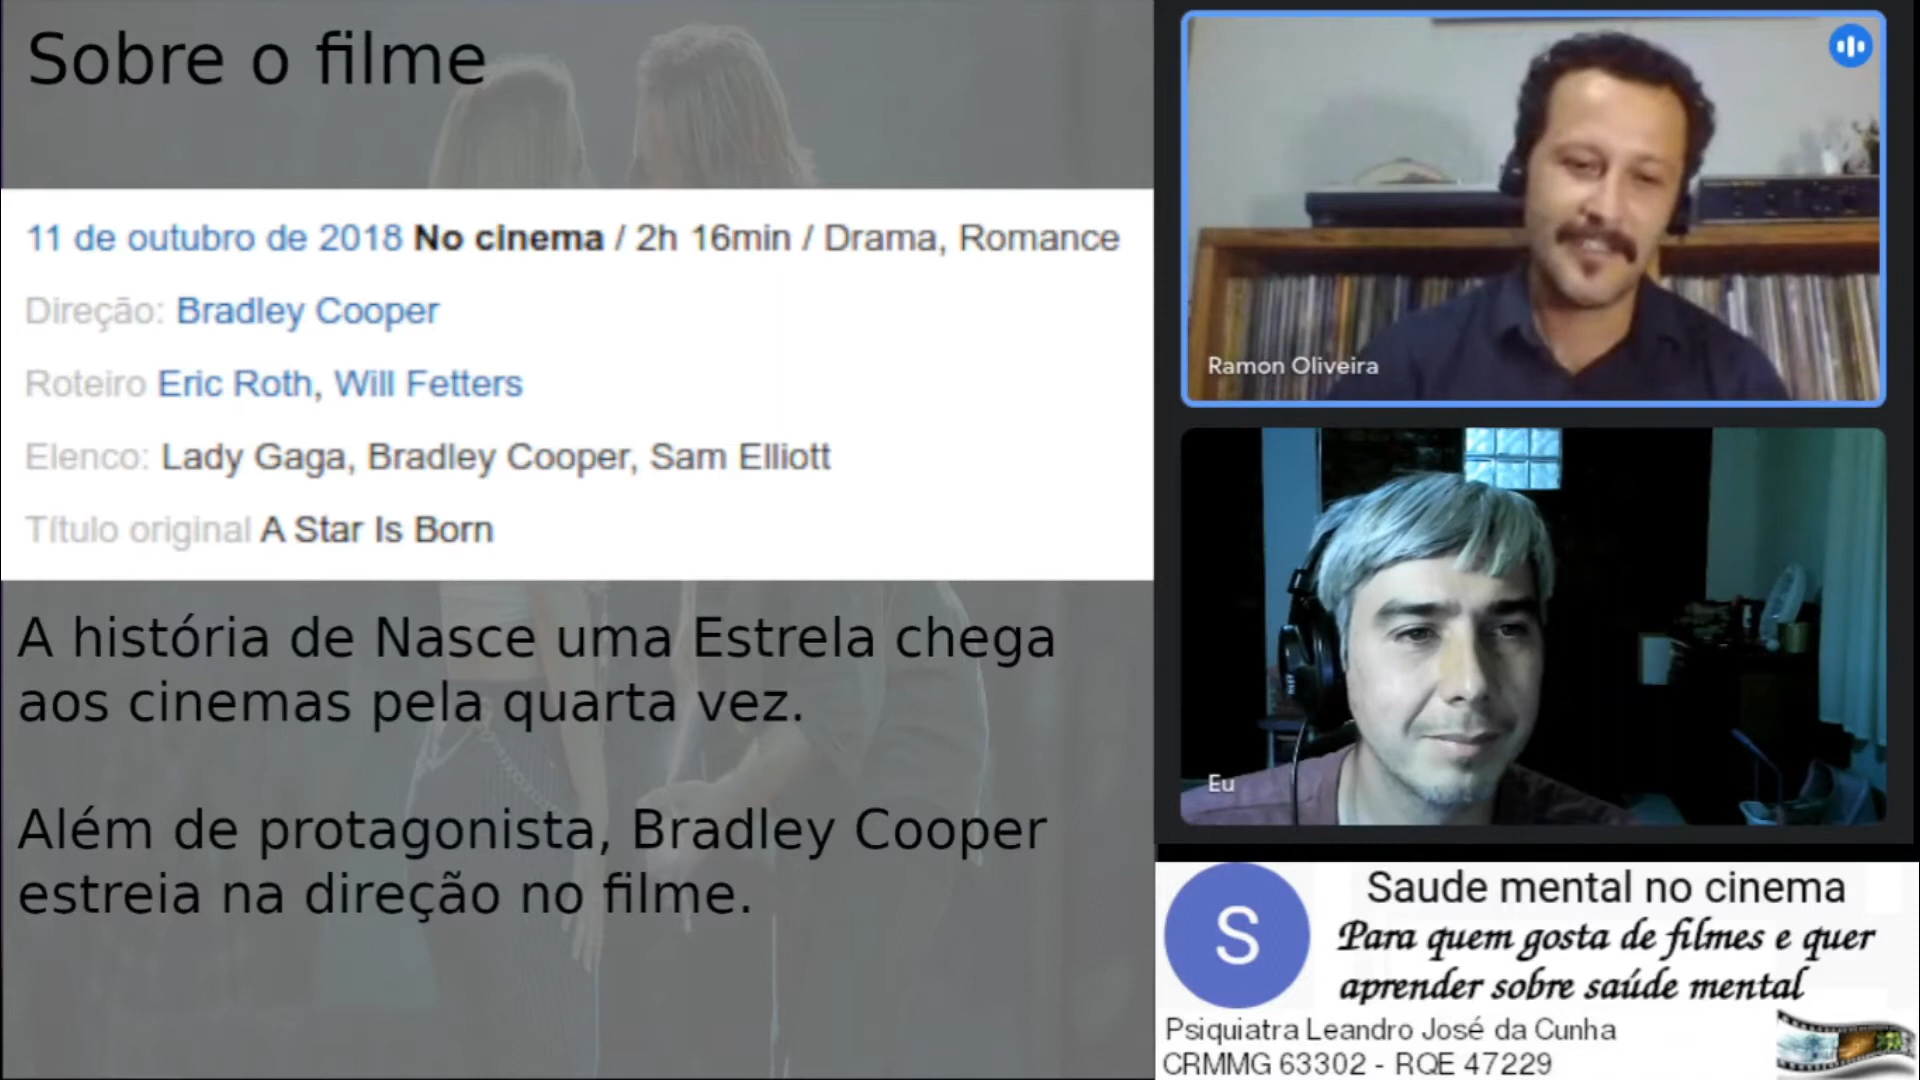 Sobre o filme
11 de outubro de 2018 No cinema / 2h 16min / Drama, Romance
Direção: Bradley Cooper
Roteiro Eric Roth, Will Fetters
Elenco: Lady Gaga, Bradley Cooper, Sam Elliott
Título original A Star Is Born
A história de Nasce uma Estrela chega
aos cinemas pela quarta vez.
Além de protagonista, Bradley Cooper
estreia na direção no filme.
Ramon Oliveira
Eu
S
Saude mental no cinema
Para quem gosta de filmes e quer
aprender sobre saúde mental
Psiquiatra Leandro José da Cunha
CRMMG 63302 - RQE 47229